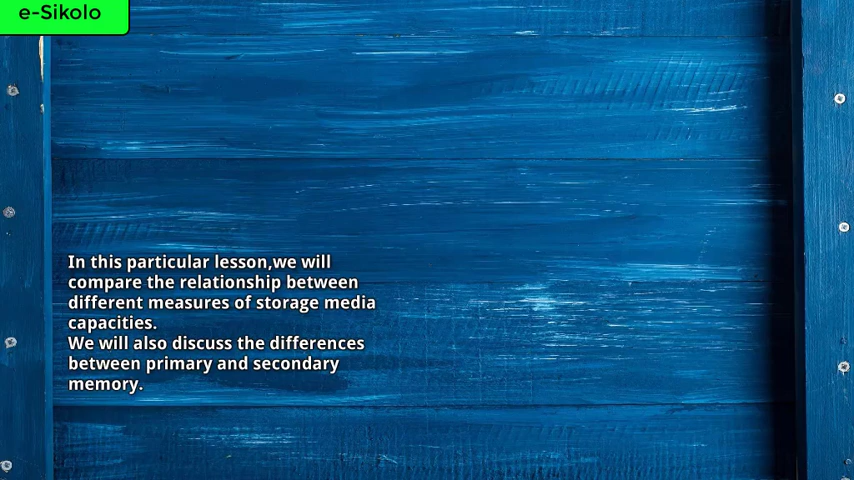 e-Sikolo
In this particular lesson,we will
compare the relationship between
different measures of storage media
capacities.
We will also discuss the differences
between primary and secondary
memory.